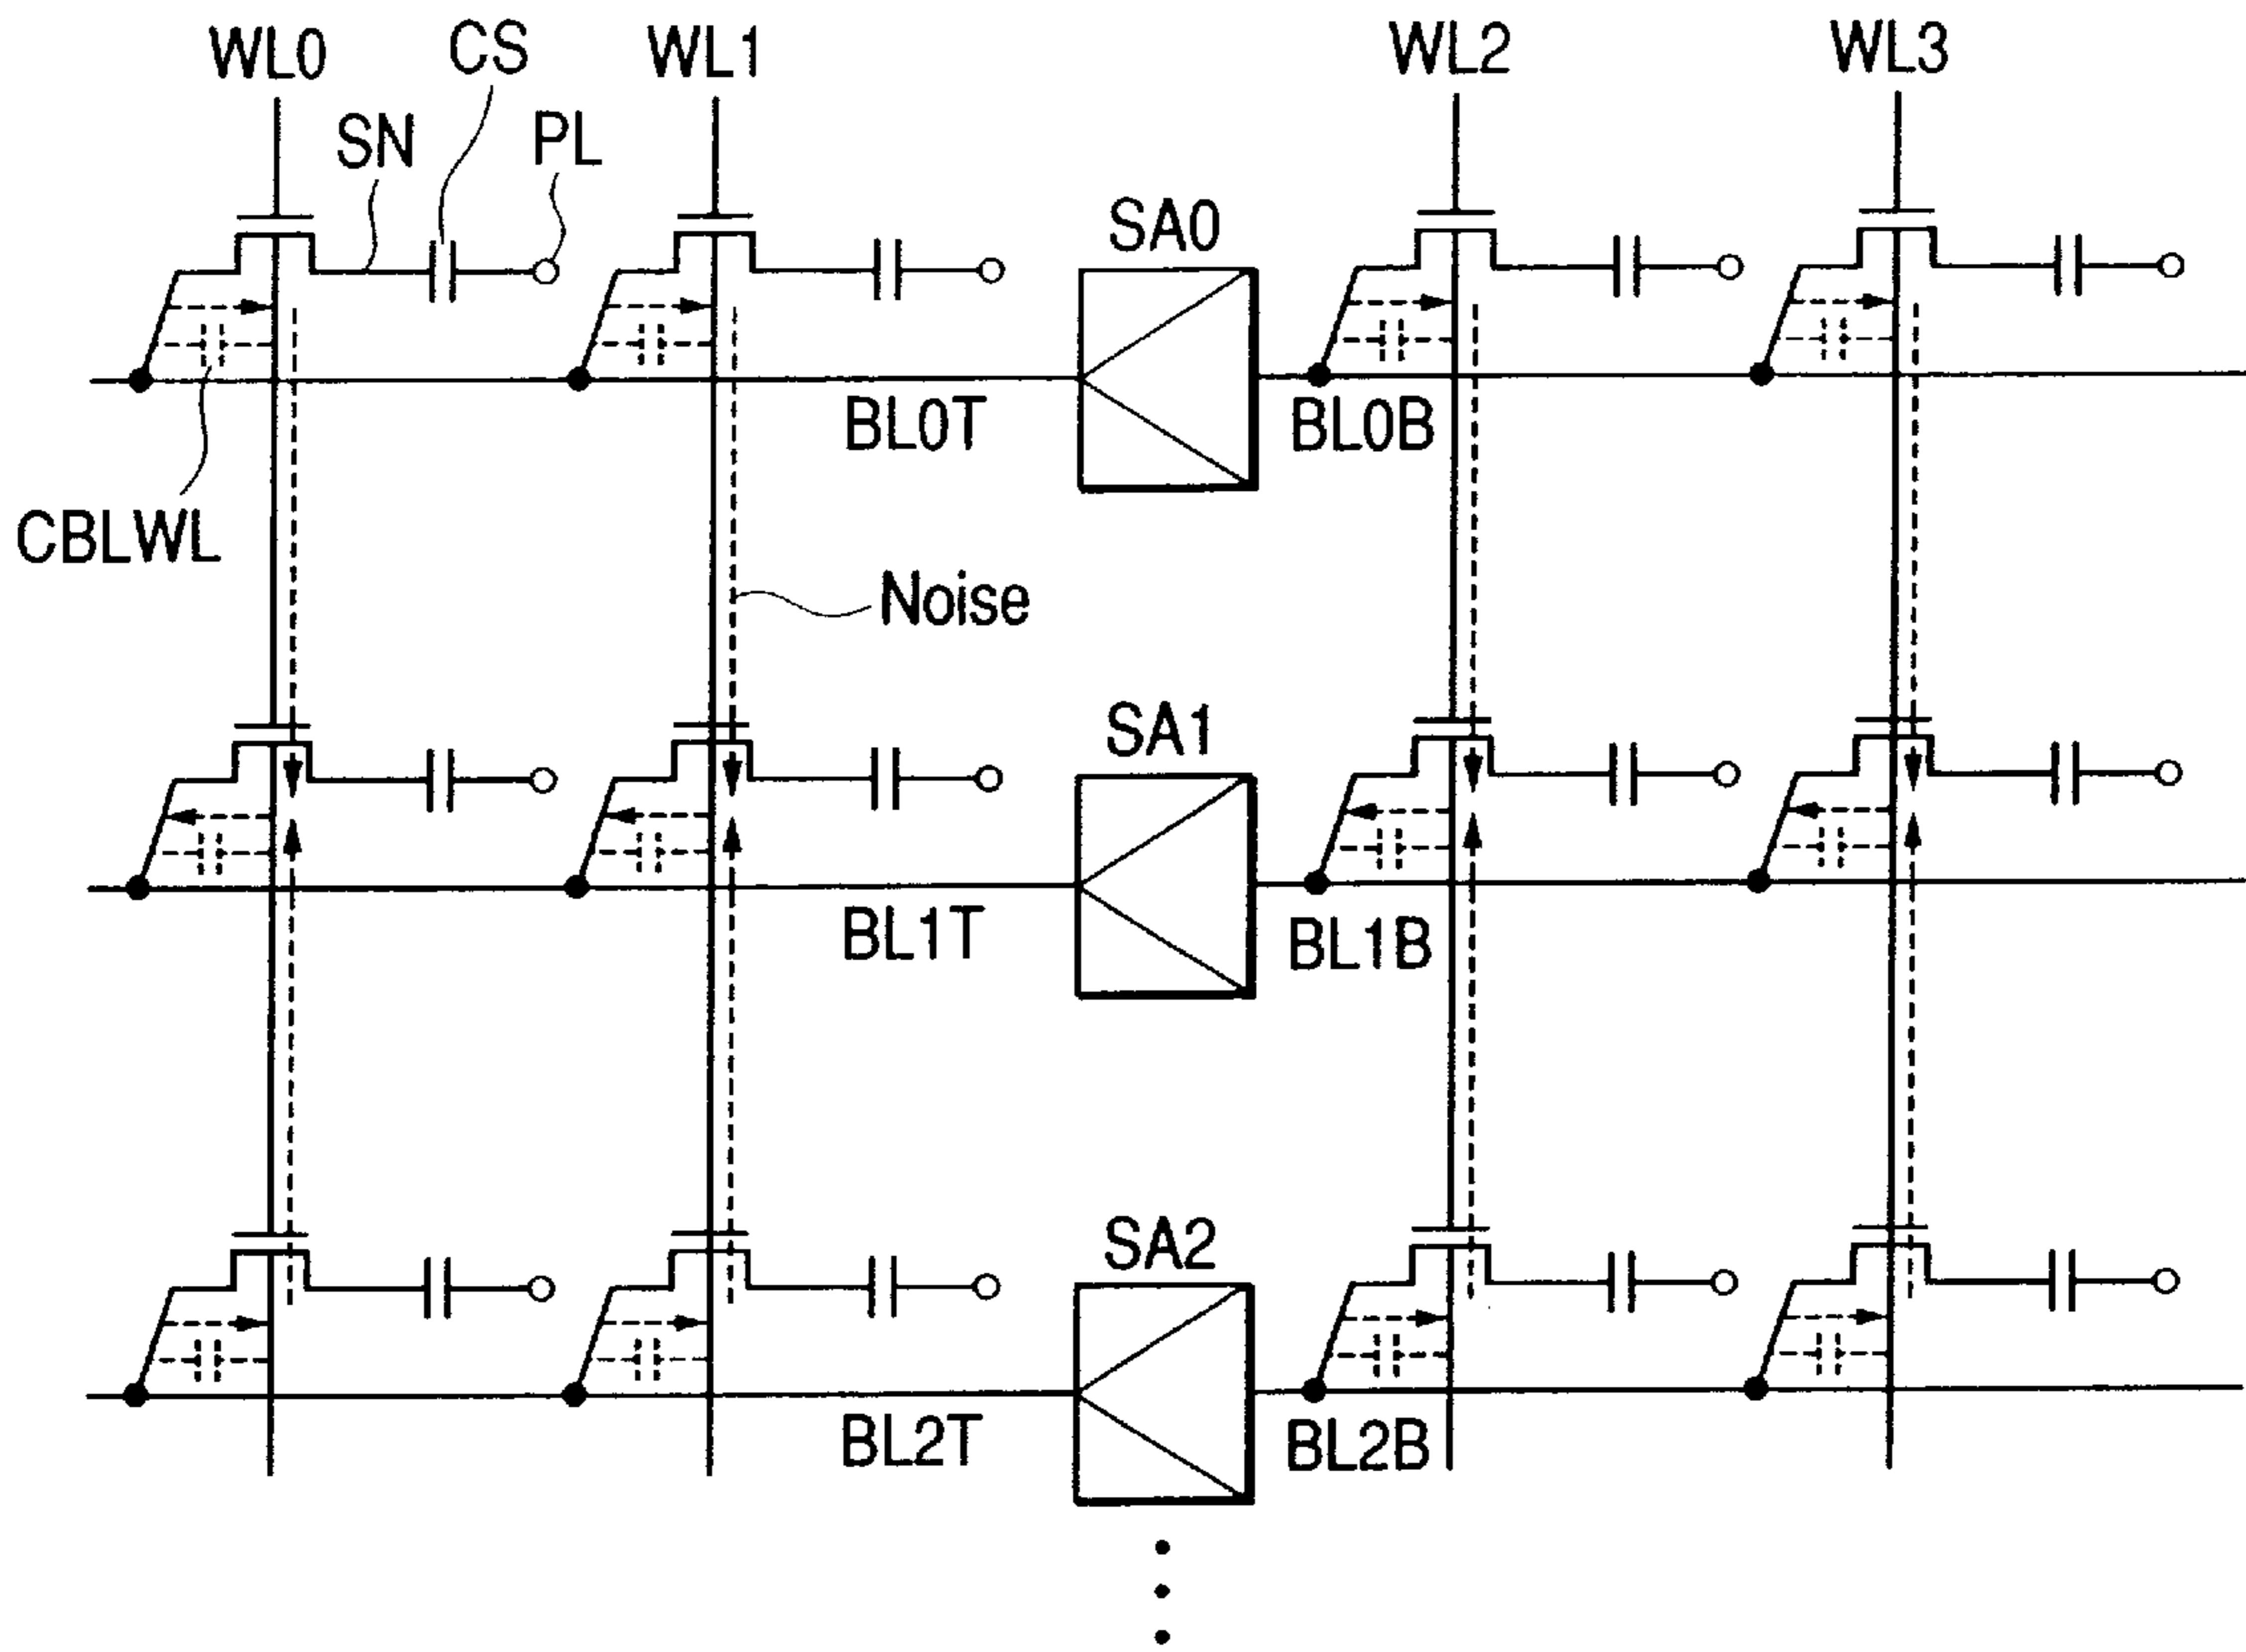 WL0
CS
WL1
WL2
WL3
SN
PL
SA0
BL0T
BL0B
CBLWL
Noise
SA1
BL1T
BL1B
SA2
BL2T
BL2B